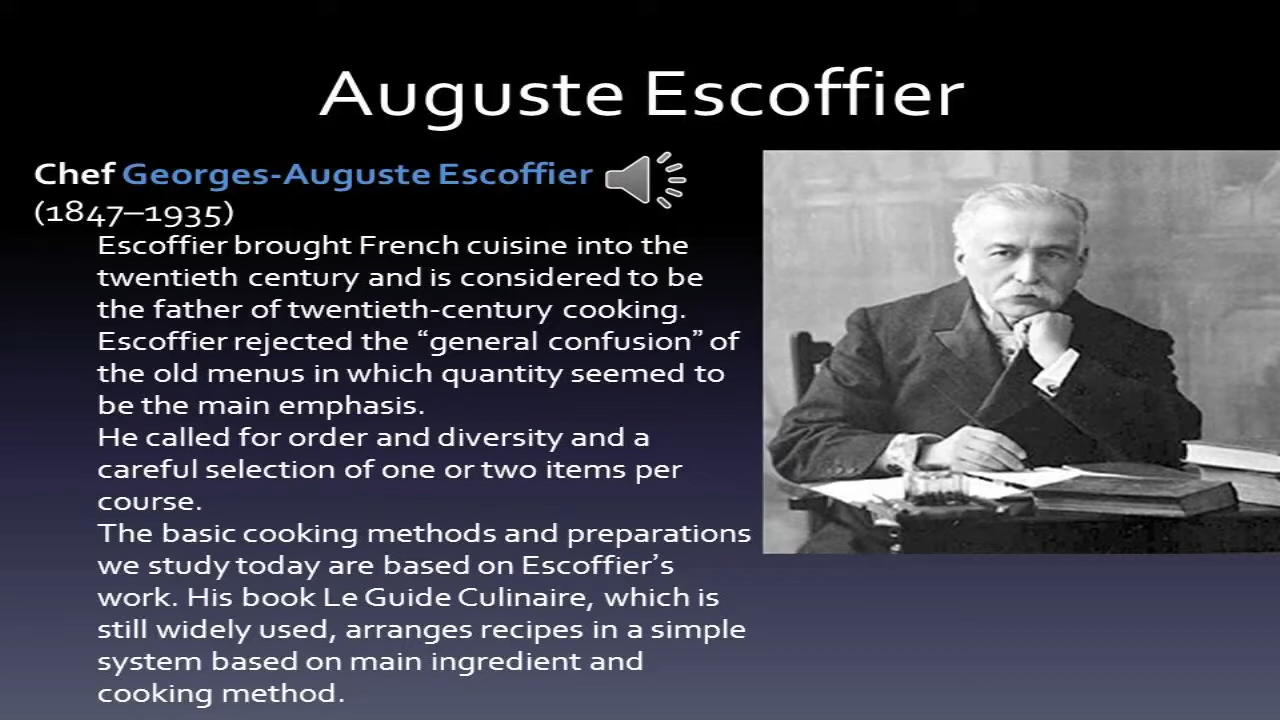 Auguste Escoffier
Chef Georges-Auguste Escoffier
(1847–1935)
Escoffier brought French cuisine into the
twentieth century and is considered to be
the father of twentieth-century cooking.
Escoffier rejected the “general confusion” of
the old menus in which quantity seemed to
be the main emphasis.
He called for order and diversity and a
careful selection of one or two items per
course.
The basic cooking methods and preparations
we study today are based on Escoffier’s
work. His book Le Guide Culinaire, which is
still widely used, arranges recipes in a simple
system based on main ingredient and
cooking method.